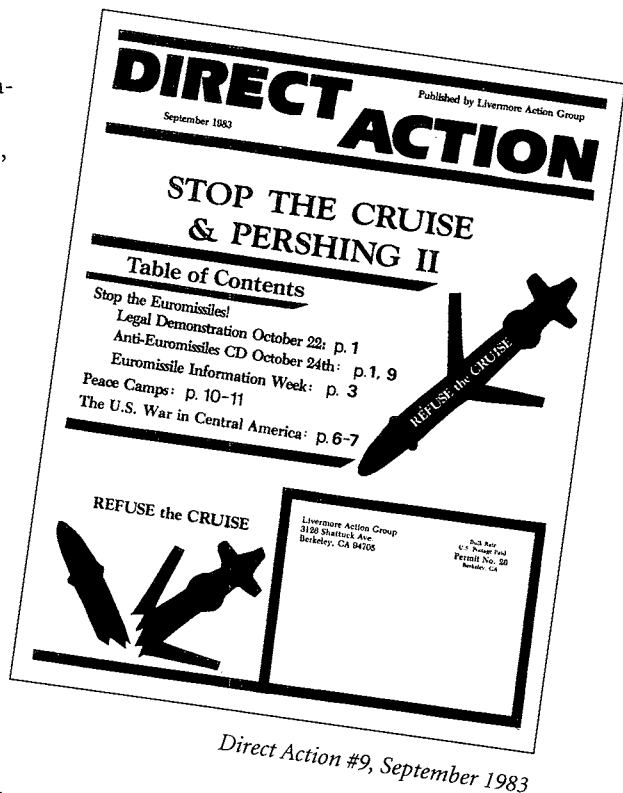 a-
,
DIRECT
ACTION
Published by Livermore Action Group
September 1983
STOP THE CRUISE
& PERSHING II
Table of Contents
Stop the Euromissiles!
Legal Demonstration October 22: p. 1
Anti-Euromissiles CD October 24th: p. 1, 9
Euromissile Information Week: p. 3
Peace Camps: p. 10-11
The U.S. War in Central America: p. 6-7
REFUSE the CRUISE
REFUSE the CRUISE
Livermore Action Group
3126 Shattuck Ave.
Berkeley, CA 94705
Bulk Rate
U.S. Postage Paid
Permit No. 20
Berkeley, CA
Direct Action #9, September 1983